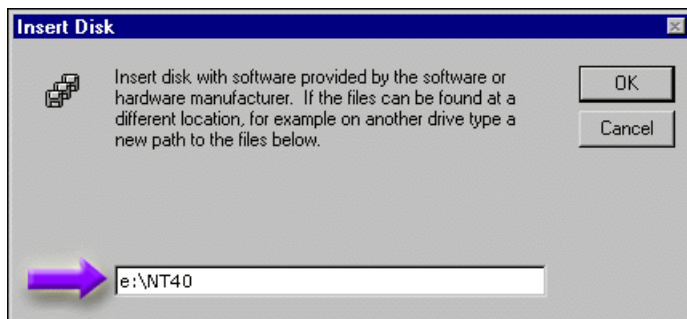 Insert Disk
Insert disk with software provided by the software or
hardware manufacturer. If the files can be found at a
different location, for example on another drive type a
new path to the files below.
OK
Cancel
e:\NT40